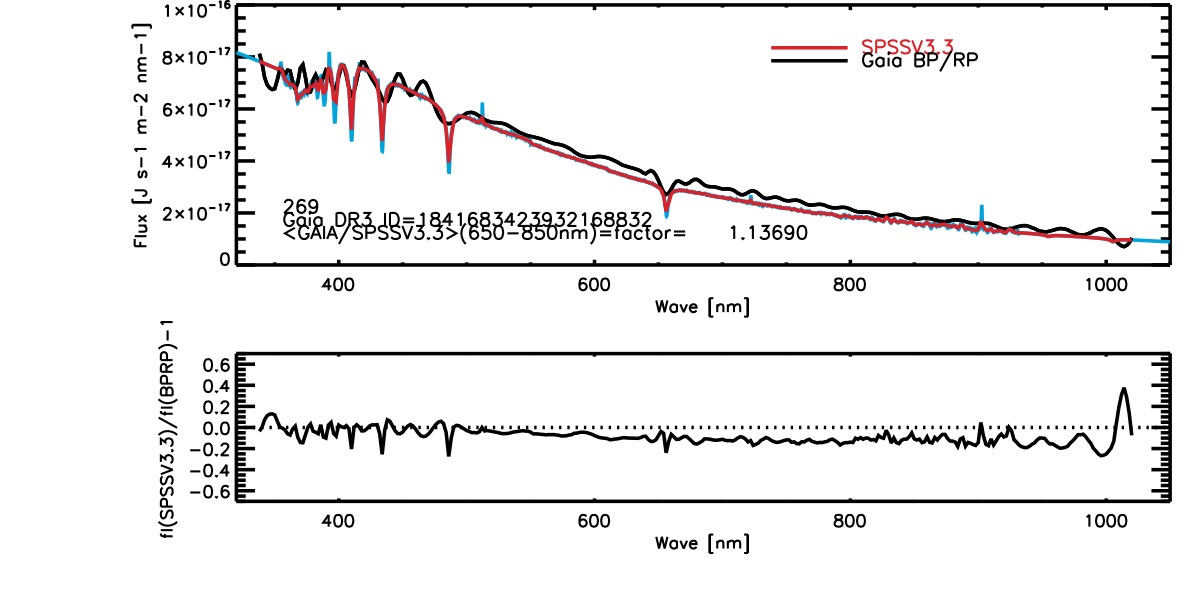 1×10−16
8×10−17
6×10−17
4×10−17
2×10−17
0
Flux [J s−1 m−2 nm−1]
SPSSV3.3
Gaia BP/RP
269
Gaia DR3 ID=1841683423932168832
<GAIA/SPSSV3.3>(650−850nm)=factor= 1.13690
400 600 800 1000
Wave [nm]
0.6
0.4
0.2
0.0
−0.2
−0.4
−0.6
fl(SPSSV3.3)/fl(BPRP)−1
400 600 800 1000
Wave [nm]